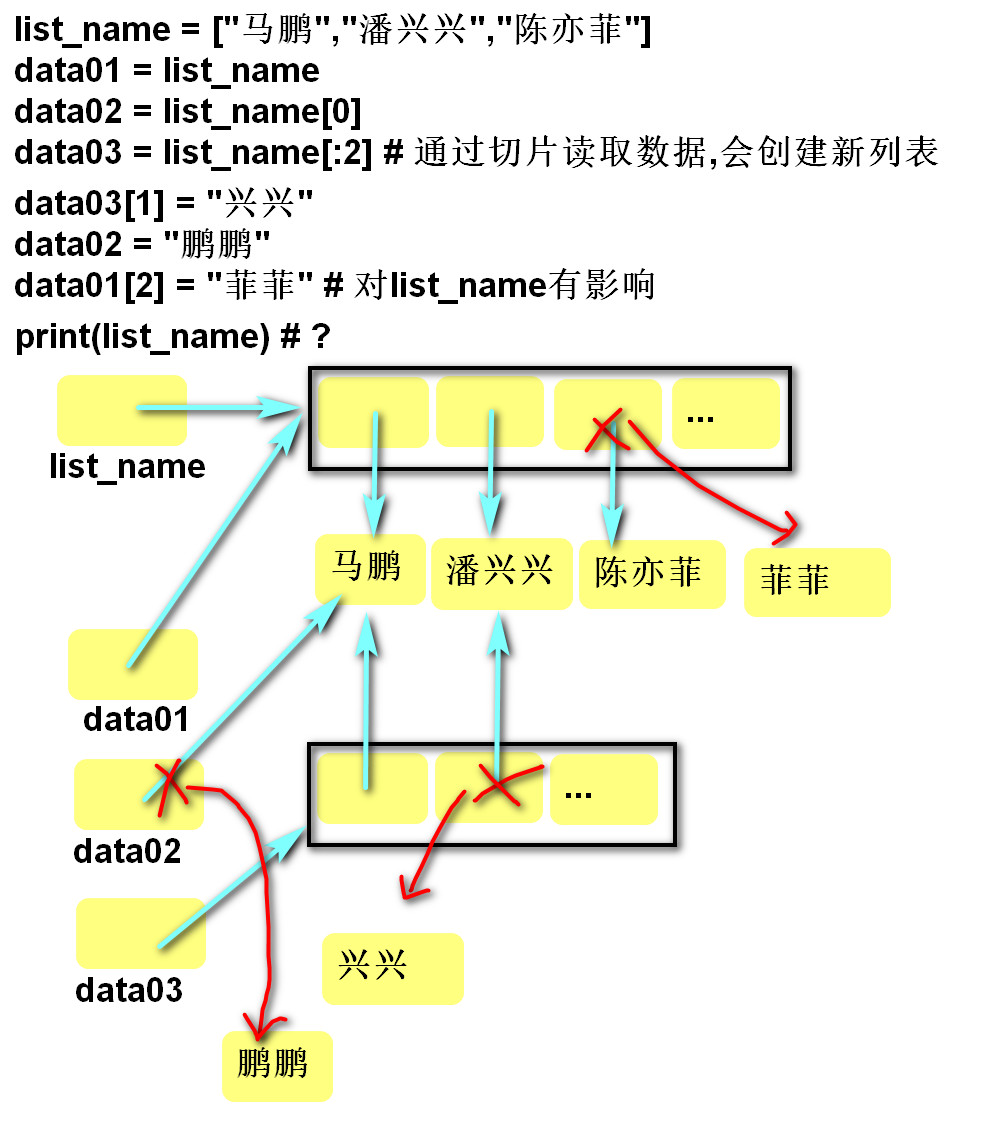 list_name = ["马鹏","潘兴兴","陈亦菲"]
data01 = list_name
data02 = list_name[0]
data03 = list_name[:2] # 通过切片读取数据,会创建新列表
data03[1] = "兴兴"
data02 = "鹏鹏"
data01[2] = "菲菲" # 对list_name有影响
print(list_name) # ?
...
list_name
马鹏
潘兴兴
陈亦菲
菲菲
data01
...
data02
兴兴
data03
鹏鹏